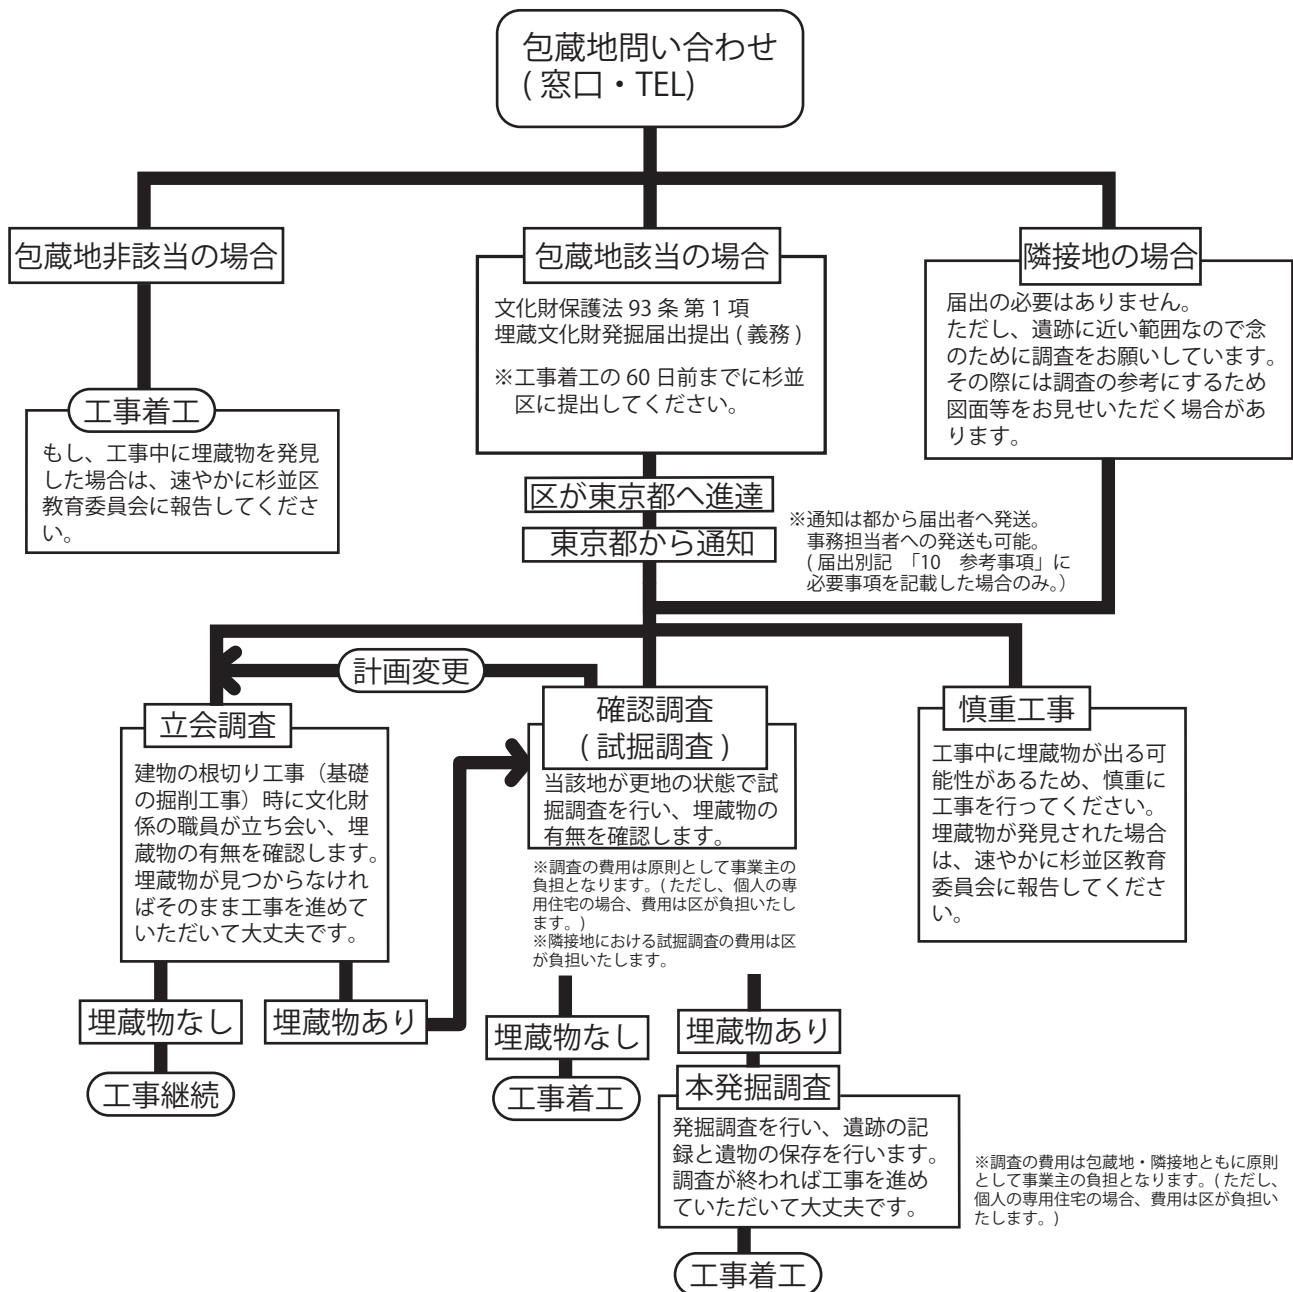 包蔵地問い合わせ
( 窓口・TEL)
包蔵地非該当の場合
工事着工
もし、工事中に埋蔵物を発見
した場合は、速やかに杉並区
教育委員会に報告してくださ
い。
包蔵地該当の場合
文化財保護法 93 条 第 1 項
埋蔵文化財発掘届出提出 ( 義務 )
※工事着工の 60 日前までに杉並
区に提出してください。
隣接地の場合
届出の必要はありません。
ただし、遺跡に近い範囲なので念
のために調査をお願いしています。
その際には調査の参考にするため
図面等をお見せいただく場合があ
ります。
区が東京都へ進達
東京都から通知
※通知は都から届出者へ発送。
事務担当者への発送も可能。
( 届出別記 「10 参考事項」に
必要事項を記載した場合のみ。)
計画変更
立会調査
建物の根切り工事（基礎
の掘削工事）時に文化財
係の職員が立ち会い、埋
蔵物の有無を確認します。
埋蔵物が見つからなけれ
ばそのまま工事を進めて
いただいて大丈夫です。
埋蔵物なし
工事継続
埋蔵物あり
確認調査
( 試掘調査 )
当該地が更地の状態で試
掘調査を行い、埋蔵物の
有無を確認します。
※調査の費用は原則として事業主の
負担となります。( ただし、個人の専
用住宅の場合、費用は区が負担いたし
ます。)
※隣接地における試掘調査の費用は区
が負担いたします。
埋蔵物なし
工事着工
埋蔵物あり
本発掘調査
発掘調査を行い、遺跡の記
録と遺物の保存を行います。
調査が終われば工事を進め
ていただいて大丈夫です。
工事着工
※調査の費用は包蔵地・隣接地ともに原則
として事業主の負担となります。( ただし、
個人の専用住宅の場合、費用は区が負担い
たします。)
慎重工事
工事中に埋蔵物が出る可
能性があるため、慎重に
工事を行ってください。
埋蔵物が発見された場合
は、速やかに杉並区教育
委員会に報告してくださ
い。